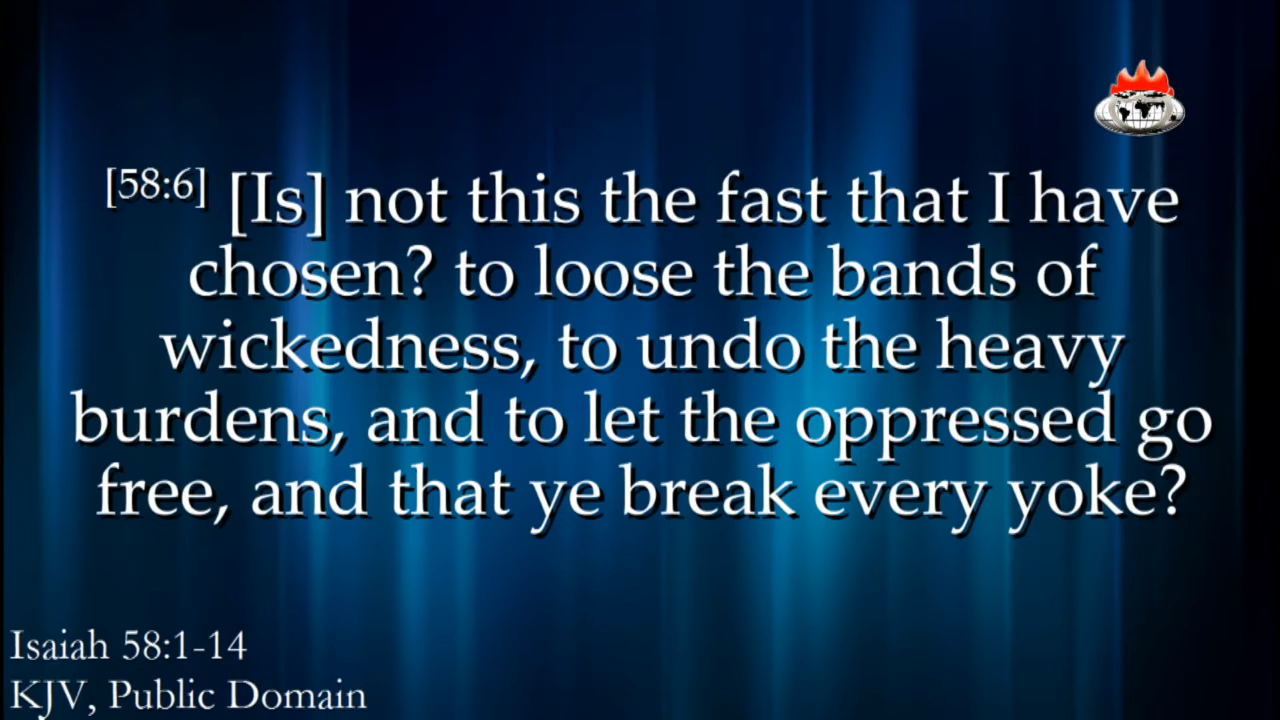 [58:6] [Is] not this the fast that I have
chosen? to loose the bands of
wickedness, to undo the heavy
burdens, and to let the oppressed go
free, and that ye break every yoke?
Isaiah 58:1-14
KJV, Public Domain